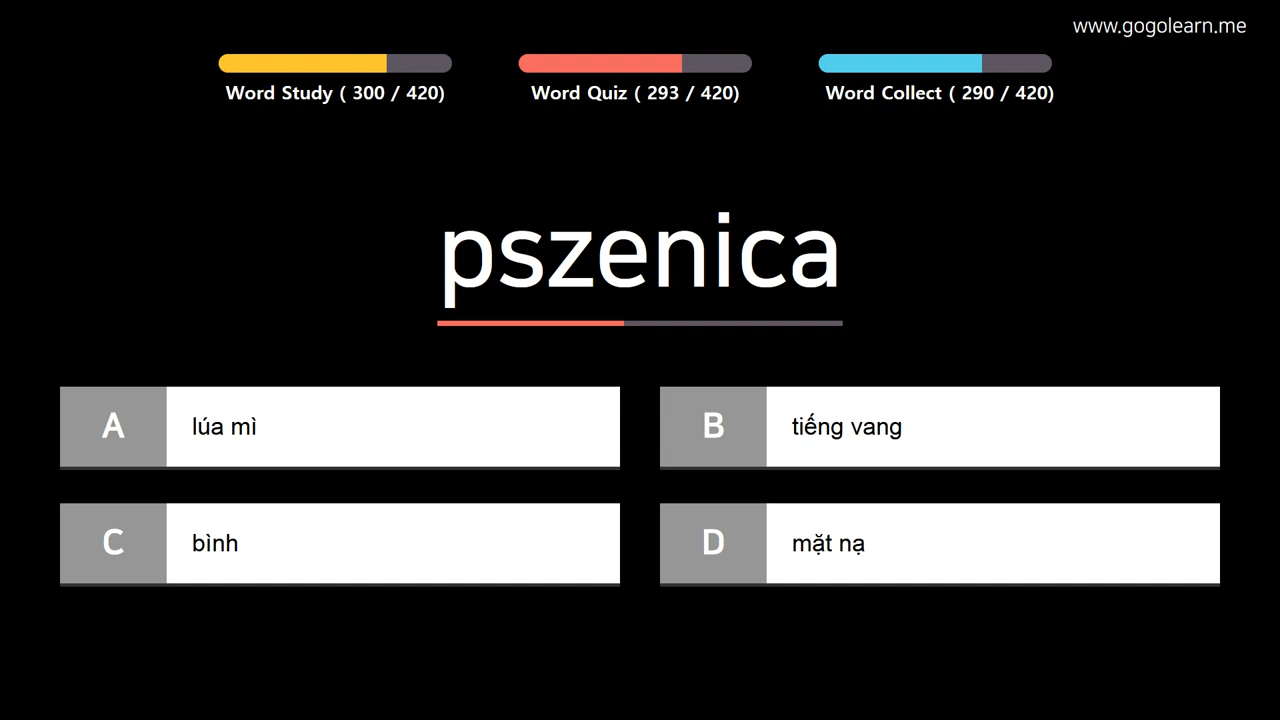 www.gogolearn.me
Word Study ( 300 / 420)
Word Quiz ( 293 / 420)
Word Collect ( 290 / 420)
pszenica
A
lúa mì
B
tiếng vang
C
bình
D
mặt nạ